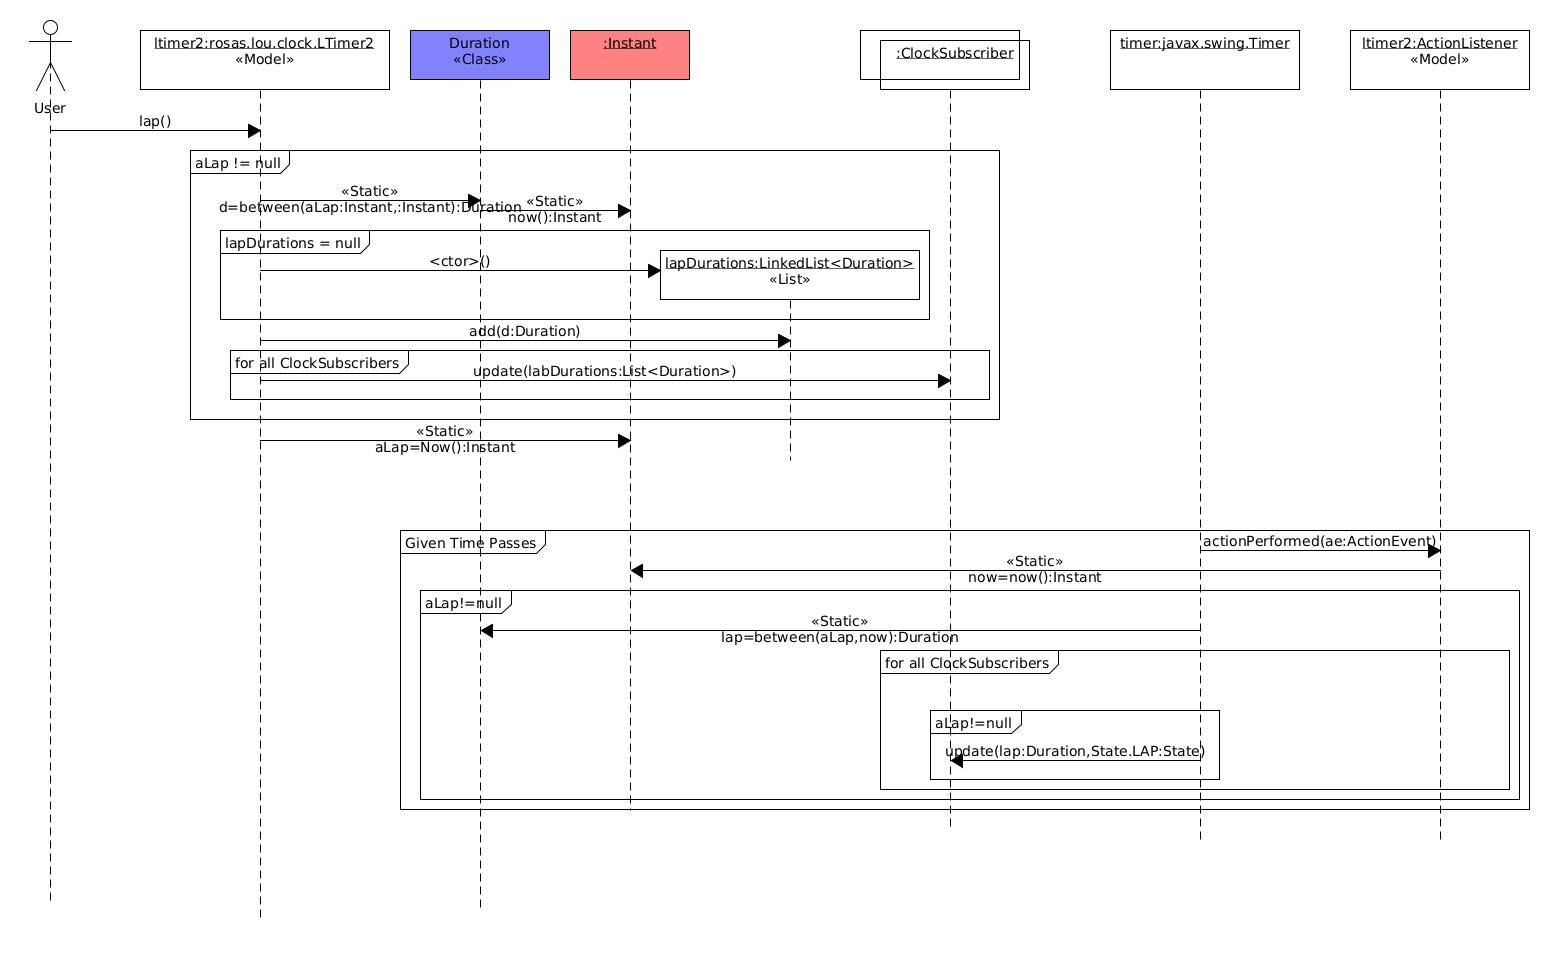 User
ltimer2:rosas.lou.clock.LTimer2
«Model»
Duration
«Class»
:Instant
:ClockSubscriber
timer:javax.swing.Timer
ltimer2:ActionListener
«Model»
lap()
aLap != null
«Static»
d=between(aLap:Instant,:Instant):Duration
«Static»
now():Instant
lapDurations = null
<ctor>()
lapDurations:LinkedList<Duration>
«List»
add(d:Duration)
for all ClockSubscribers
update(labDurations:List<Duration>)
«Static»
aLap=Now():Instant
Given Time Passes
actionPerformed(ae:ActionEvent)
«Static»
now=now():Instant
aLap!=null
«Static»
lap=between(aLap,now):Duration
for all ClockSubscribers
aLap!=null
update(lap:Duration,State.LAP:State)